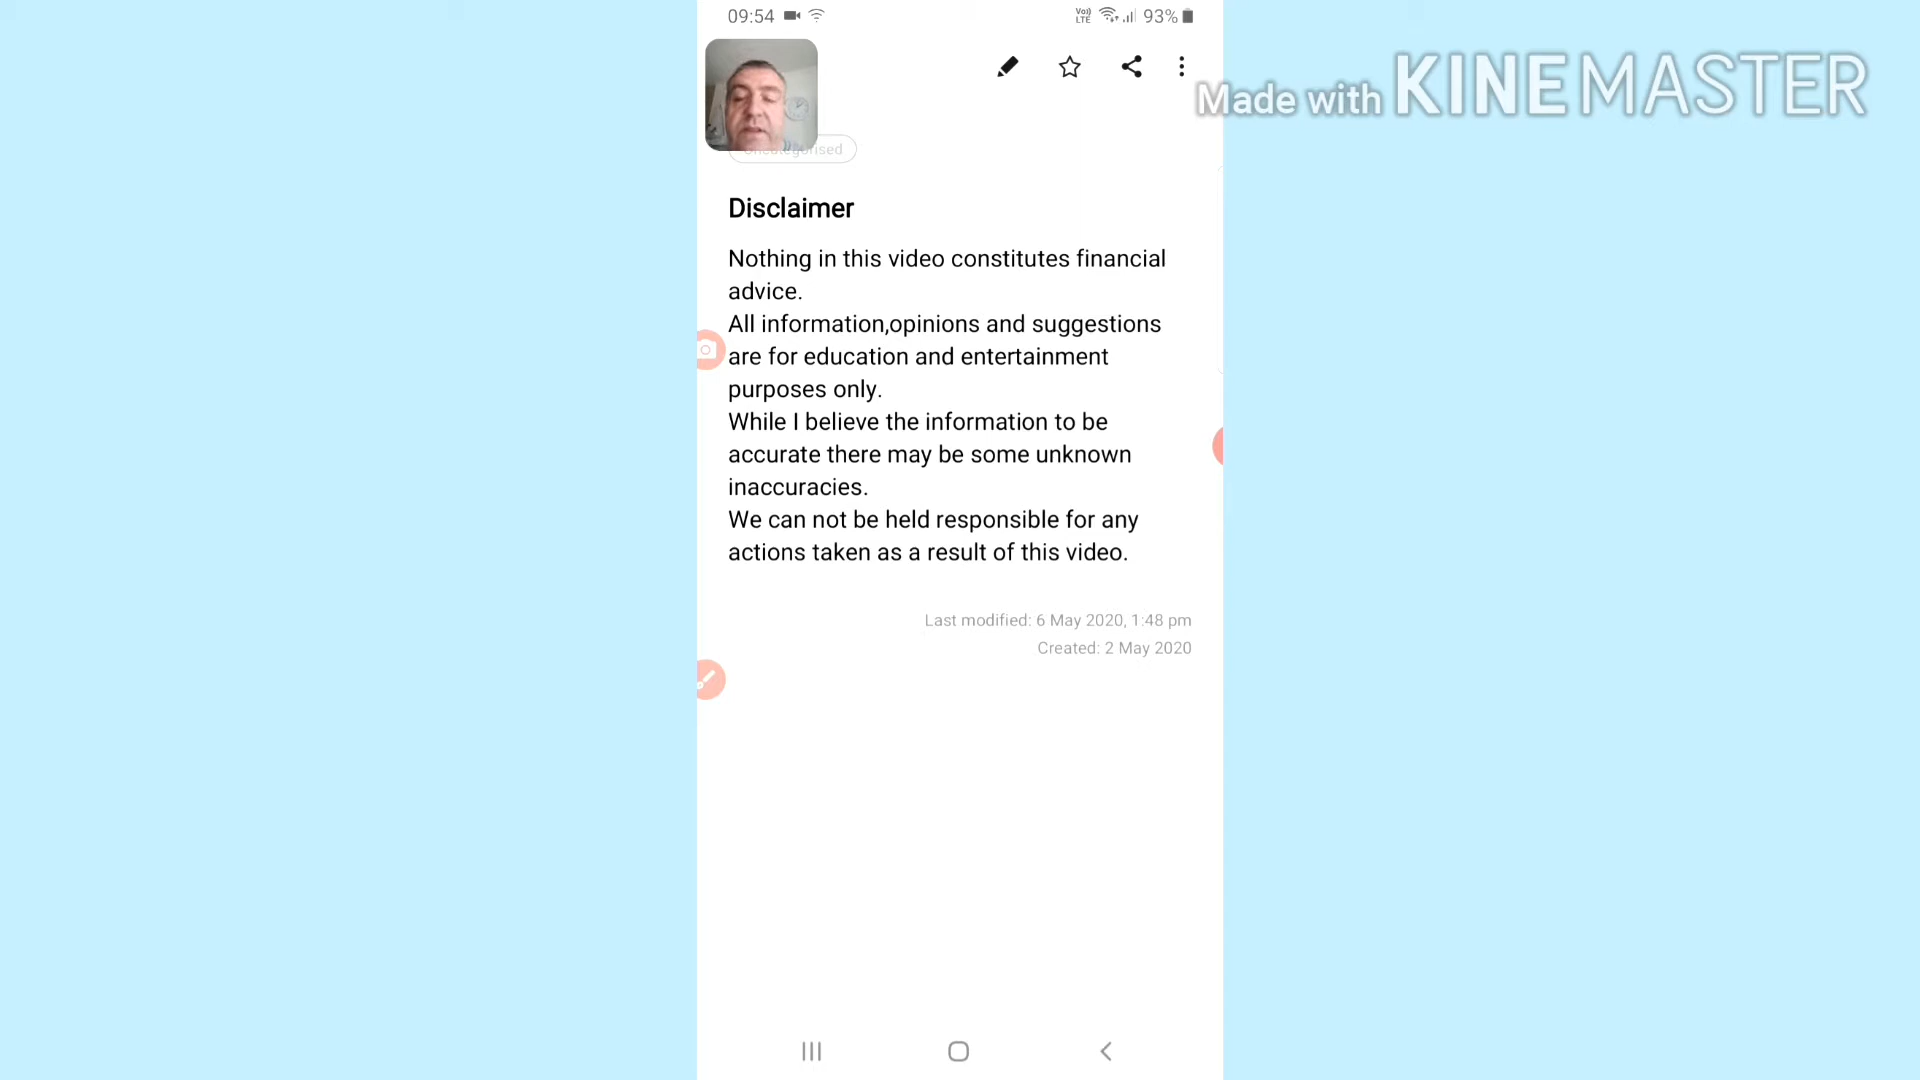 09:54
Voo) LTE 93%
Made with KINEMASTER
Uncategorised
Disclaimer
Nothing in this video constitutes financial
advice.
All information,opinions and suggestions
are for education and entertainment
purposes only.
While I believe the information to be
accurate there may be some unknown
inaccuracies.
We can not be held responsible for any
actions taken as a result of this video.
Last modified: 6 May 2020, 1:48 pm
Created: 2 May 2020